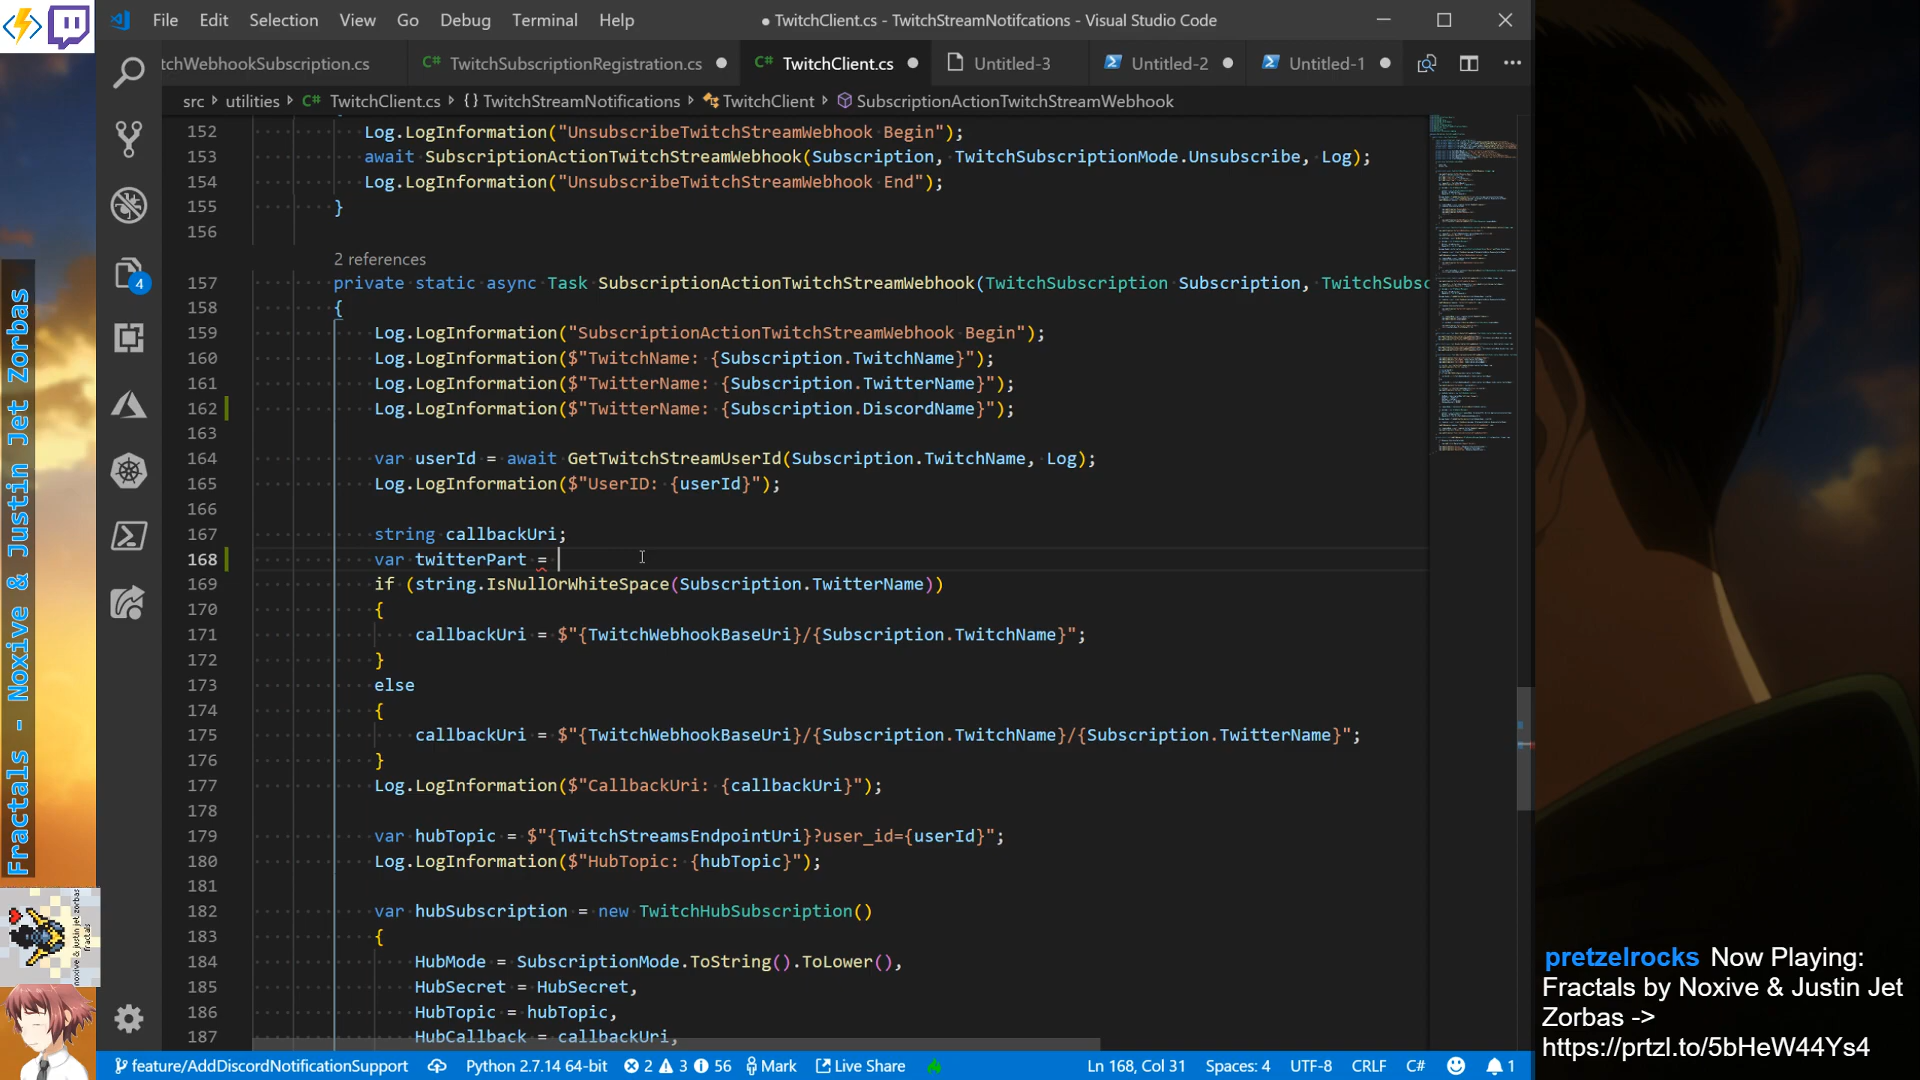 File Edit Selection View Go Debug Terminal Help
● TwitchClient.cs - TwitchStreamNotifcations - Visual Studio Code
tchWebhookSubscription.cs
C# TwitchSubscriptionRegistration.cs ●
C# TwitchClient.cs ●
Untitled-3
Untitled-2 ●
Untitled-1 ●
src > utilities > C# TwitchClient.cs > {} TwitchStreamNotifications > TwitchClient > SubscriptionActionTwitchStreamWebhook
152 Log.LogInformation("UnsubscribeTwitchStreamWebhook Begin");
153 await SubscriptionActionTwitchStreamWebhook(Subscription, TwitchSubscriptionMode.Unsubscribe, Log);
154 Log.LogInformation("UnsubscribeTwitchStreamWebhook End");
155 }
156
2 references
157 private static async Task SubscriptionActionTwitchStreamWebhook(TwitchSubscription Subscription, TwitchSubsc
158 {
159 Log.LogInformation("SubscriptionActionTwitchStreamWebhook Begin");
160 Log.LogInformation($"TwitchName: {Subscription.TwitchName}");
161 Log.LogInformation($"TwitterName: {Subscription.TwitterName}");
162 Log.LogInformation($"TwitterName: {Subscription.DiscordName}");
163
164 var userId = await GetTwitchStreamUserId(Subscription.TwitchName, Log);
165 Log.LogInformation($"UserID: {userId}");
166
167 string callbackUri;
168 var twitterPart =
169 if (string.IsNullOrWhiteSpace(Subscription.TwitterName))
170 {
171 callbackUri = $"{TwitchWebhookBaseUri}/{Subscription.TwitchName}";
172 }
173 else
174 {
175 callbackUri = $"{TwitchWebhookBaseUri}/{Subscription.TwitchName}/{Subscription.TwitterName}";
176 }
177 Log.LogInformation($"CallbackUri: {callbackUri}");
178
179 var hubTopic = $"{TwitchStreamsEndpointUri}?user_id={userId}";
180 Log.LogInformation($"HubTopic: {hubTopic}");
181
182 var hubSubscription = new TwitchHubSubscription()
183 {
184 HubMode = SubscriptionMode.ToString().ToLower(),
185 HubSecret = HubSecret,
186 HubTopic = hubTopic,
187 HubCallback = callbackUri,
4
feature/AddDiscordNotificationSupport Python 2.7.14 64-bit 2 3 56 Mark Live Share Ln 168, Col 31 Spaces: 4 UTF-8 CRLF C# 1
Fractals - Noxive & Justin Jet Zorbas
noxive & justin jet zorbas
fractals
pretzelrocks Now Playing:
Fractals by Noxive & Justin Jet
Zorbas ->
https://prtzl.to/5bHeW44Ys4